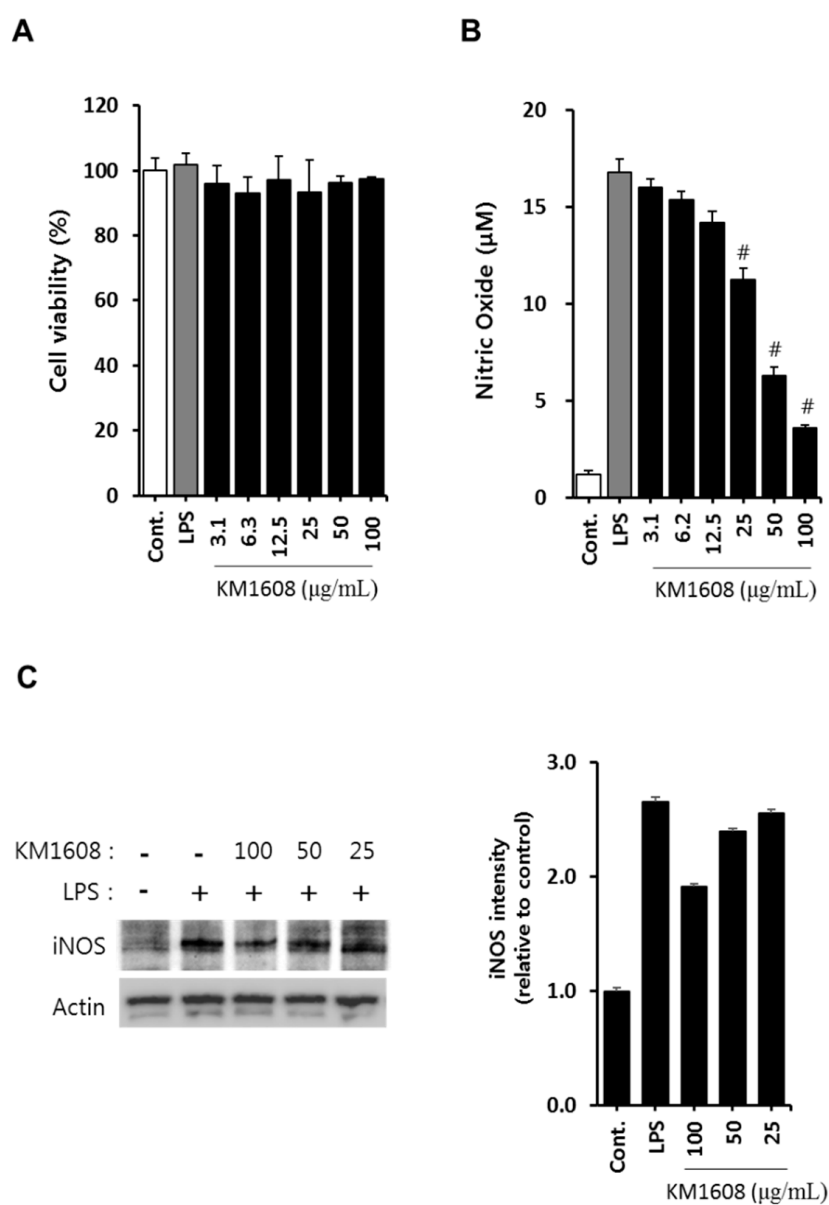 A
120
100
80
60
40
20
0
Cell viability (%)
Cont.
LPS
3.1
6.3
12.5
25
50
100
KM1608 (μg/mL)
B
20
15
10
5
0
Nitric Oxide (μM)
#
#
#
Cont.
LPS
3.1
6.2
12.5
25
50
100
KM1608 (μg/mL)
C
KM1608 : - - 100 50 25
LPS : - + + + +
iNOS
Actin
3.0
2.0
1.0
0.0
iNOS intensity
(relative to control)
Cont.
LPS
100
50
25
KM1608 (μg/mL)